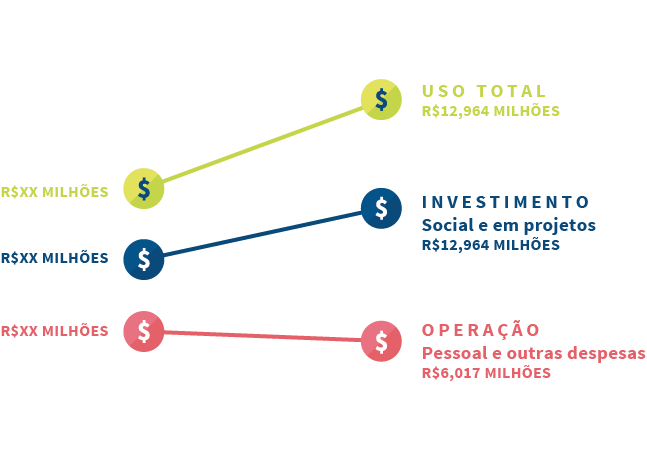 $
USO TOTAL
R$12,964 MILHÕES
R$XX MILHÕES
$
$
INVESTIMENTO
Social e em projetos
R$12,964 MILHÕES
R$XX MILHÕES
$
R$XX MILHÕES
$
$
OPERAÇÃO
Pessoal e outras despesas
R$6,017 MILHÕES